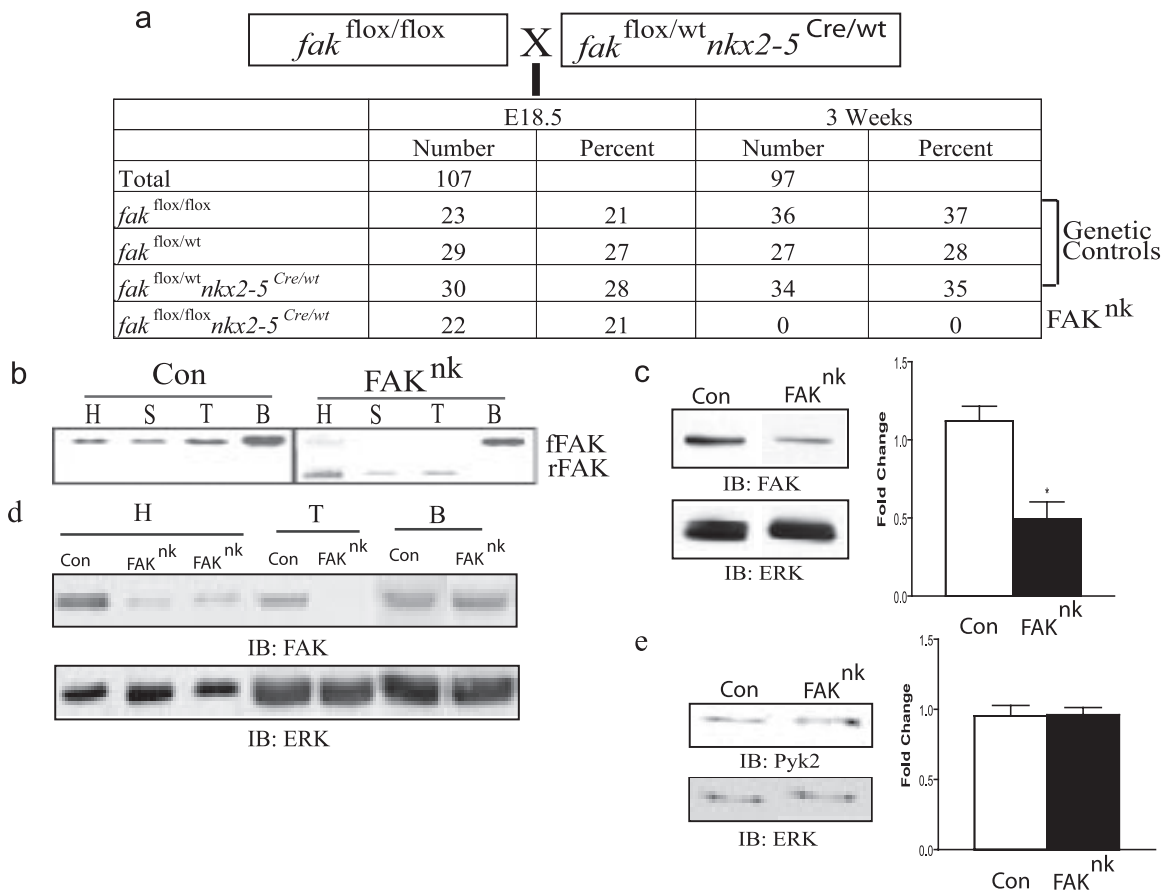 a
fak flox/flox X fak flox/wt nkx2-5 Cre/wt
E18.5 3 Weeks
Number Percent Number Percent
Total 107 97
fak flox/flox 23 21 36 37
fak flox/wt 29 27 27 28
fak flox/wt nkx2-5 Cre/wt 30 28 34 35
fak flox/flox nkx2-5 Cre/wt 22 21 0 0
Genetic
Controls
FAK nk
b
Con FAK nk
H S T B H S T B
fFAK
rFAK
c
Con FAK nk
IB: FAK
IB: ERK
Fold Change
1.5
1.0
0.5
0.0
*
Con FAK nk
d
H T B
Con FAK nk FAK nk Con FAK nk Con FAK nk
IB: FAK
IB: ERK
e
Con FAK nk
IB: Pyk2
IB: ERK
Fold Change
1.5
1.0
0.5
0.0
Con FAK nk